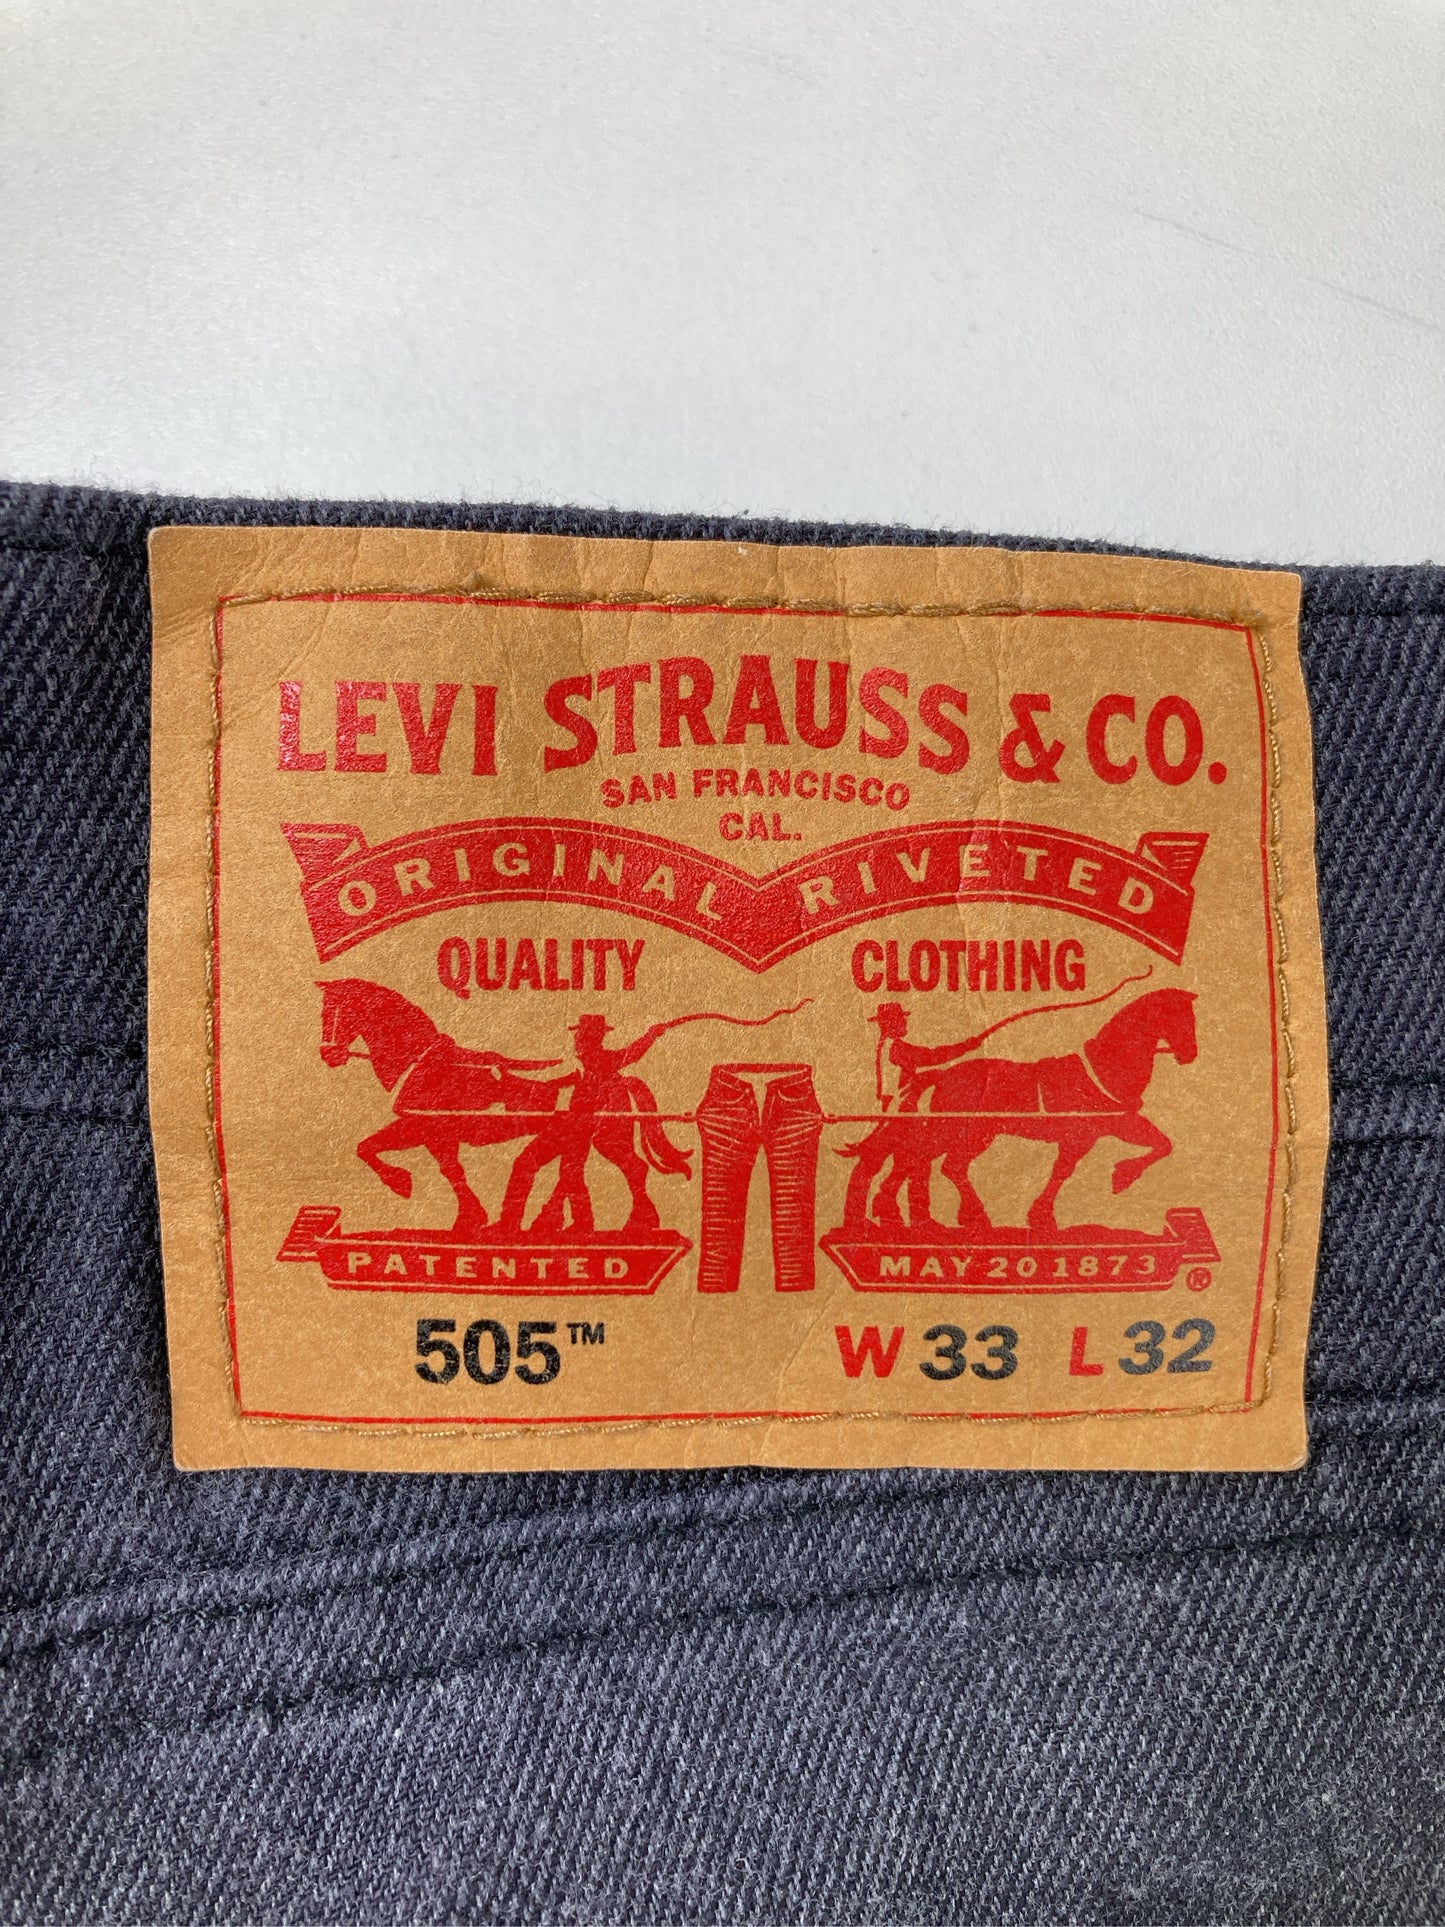 LEVI STRAUSS & CO.
SAN FRANCISCO
CAL.
ORIGINAL RIVETED
QUALITY CLOTHING
PATENTED MAY 20 1873 ®
505™ W 33 L 32